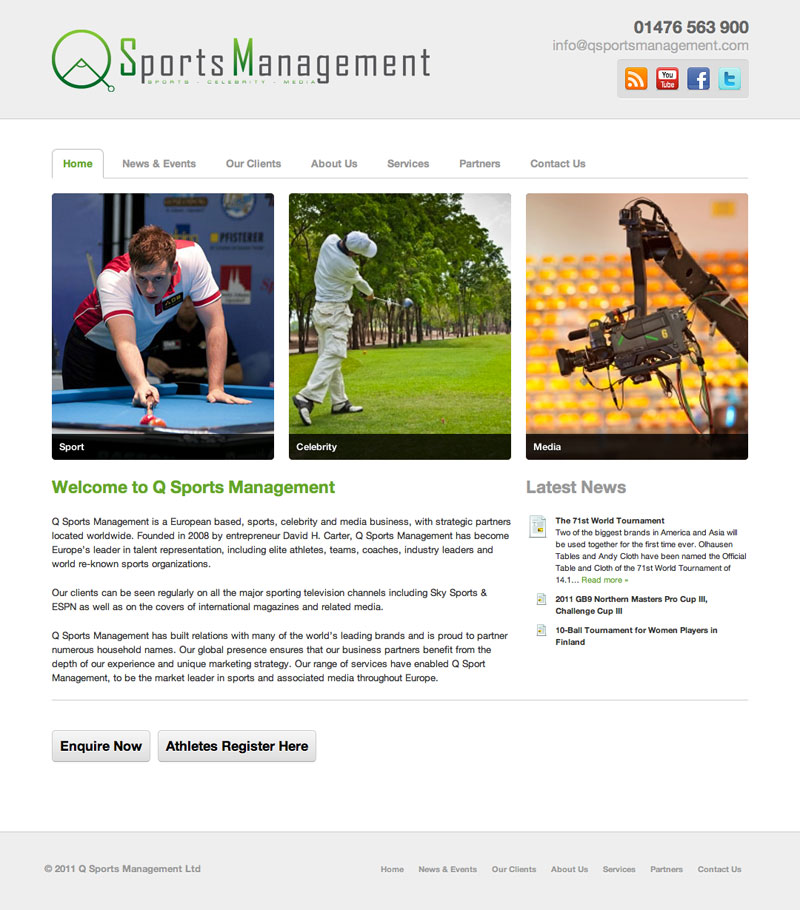 SportsManagement
SPORTS · CELEBRITY · MEDIA
01476 563 900
info@qsportsmanagement.com
You
Tube
Home
News & Events
Our Clients
About Us
Services
Partners
Contact Us
PFISTERER
Sport
Celebrity
Media
Welcome to Q Sports Management
Q Sports Management is a European based, sports, celebrity and media business, with strategic partners
located worldwide. Founded in 2008 by entrepreneur David H. Carter, Q Sports Management has become
Europe's leader in talent representation, including elite athletes, teams, coaches, industry leaders and
world re-known sports organizations.
Our clients can be seen regularly on all the major sporting television channels including Sky Sports &
ESPN as well as on the covers of international magazines and related media.
Q Sports Management has built relations with many of the world's leading brands and is proud to partner
numerous household names. Our global presence ensures that our business partners benefit from the
depth of our experience and unique marketing strategy. Our range of services have enabled Q Sport
Management, to be the market leader in sports and associated media throughout Europe.
Latest News
The 71st World Tournament
Two of the biggest brands in America and Asia will
be used together for the first time ever. Olhausen
Tables and Andy Cloth have been named the Official
Table and Cloth of the 71st World Tournament of
14.1... Read more »
2011 GB9 Northern Masters Pro Cup III,
Challenge Cup III
10-Ball Tournament for Women Players in
Finland
Enquire Now
Athletes Register Here
© 2011 Q Sports Management Ltd
Home
News & Events
Our Clients
About Us
Services
Partners
Contact Us